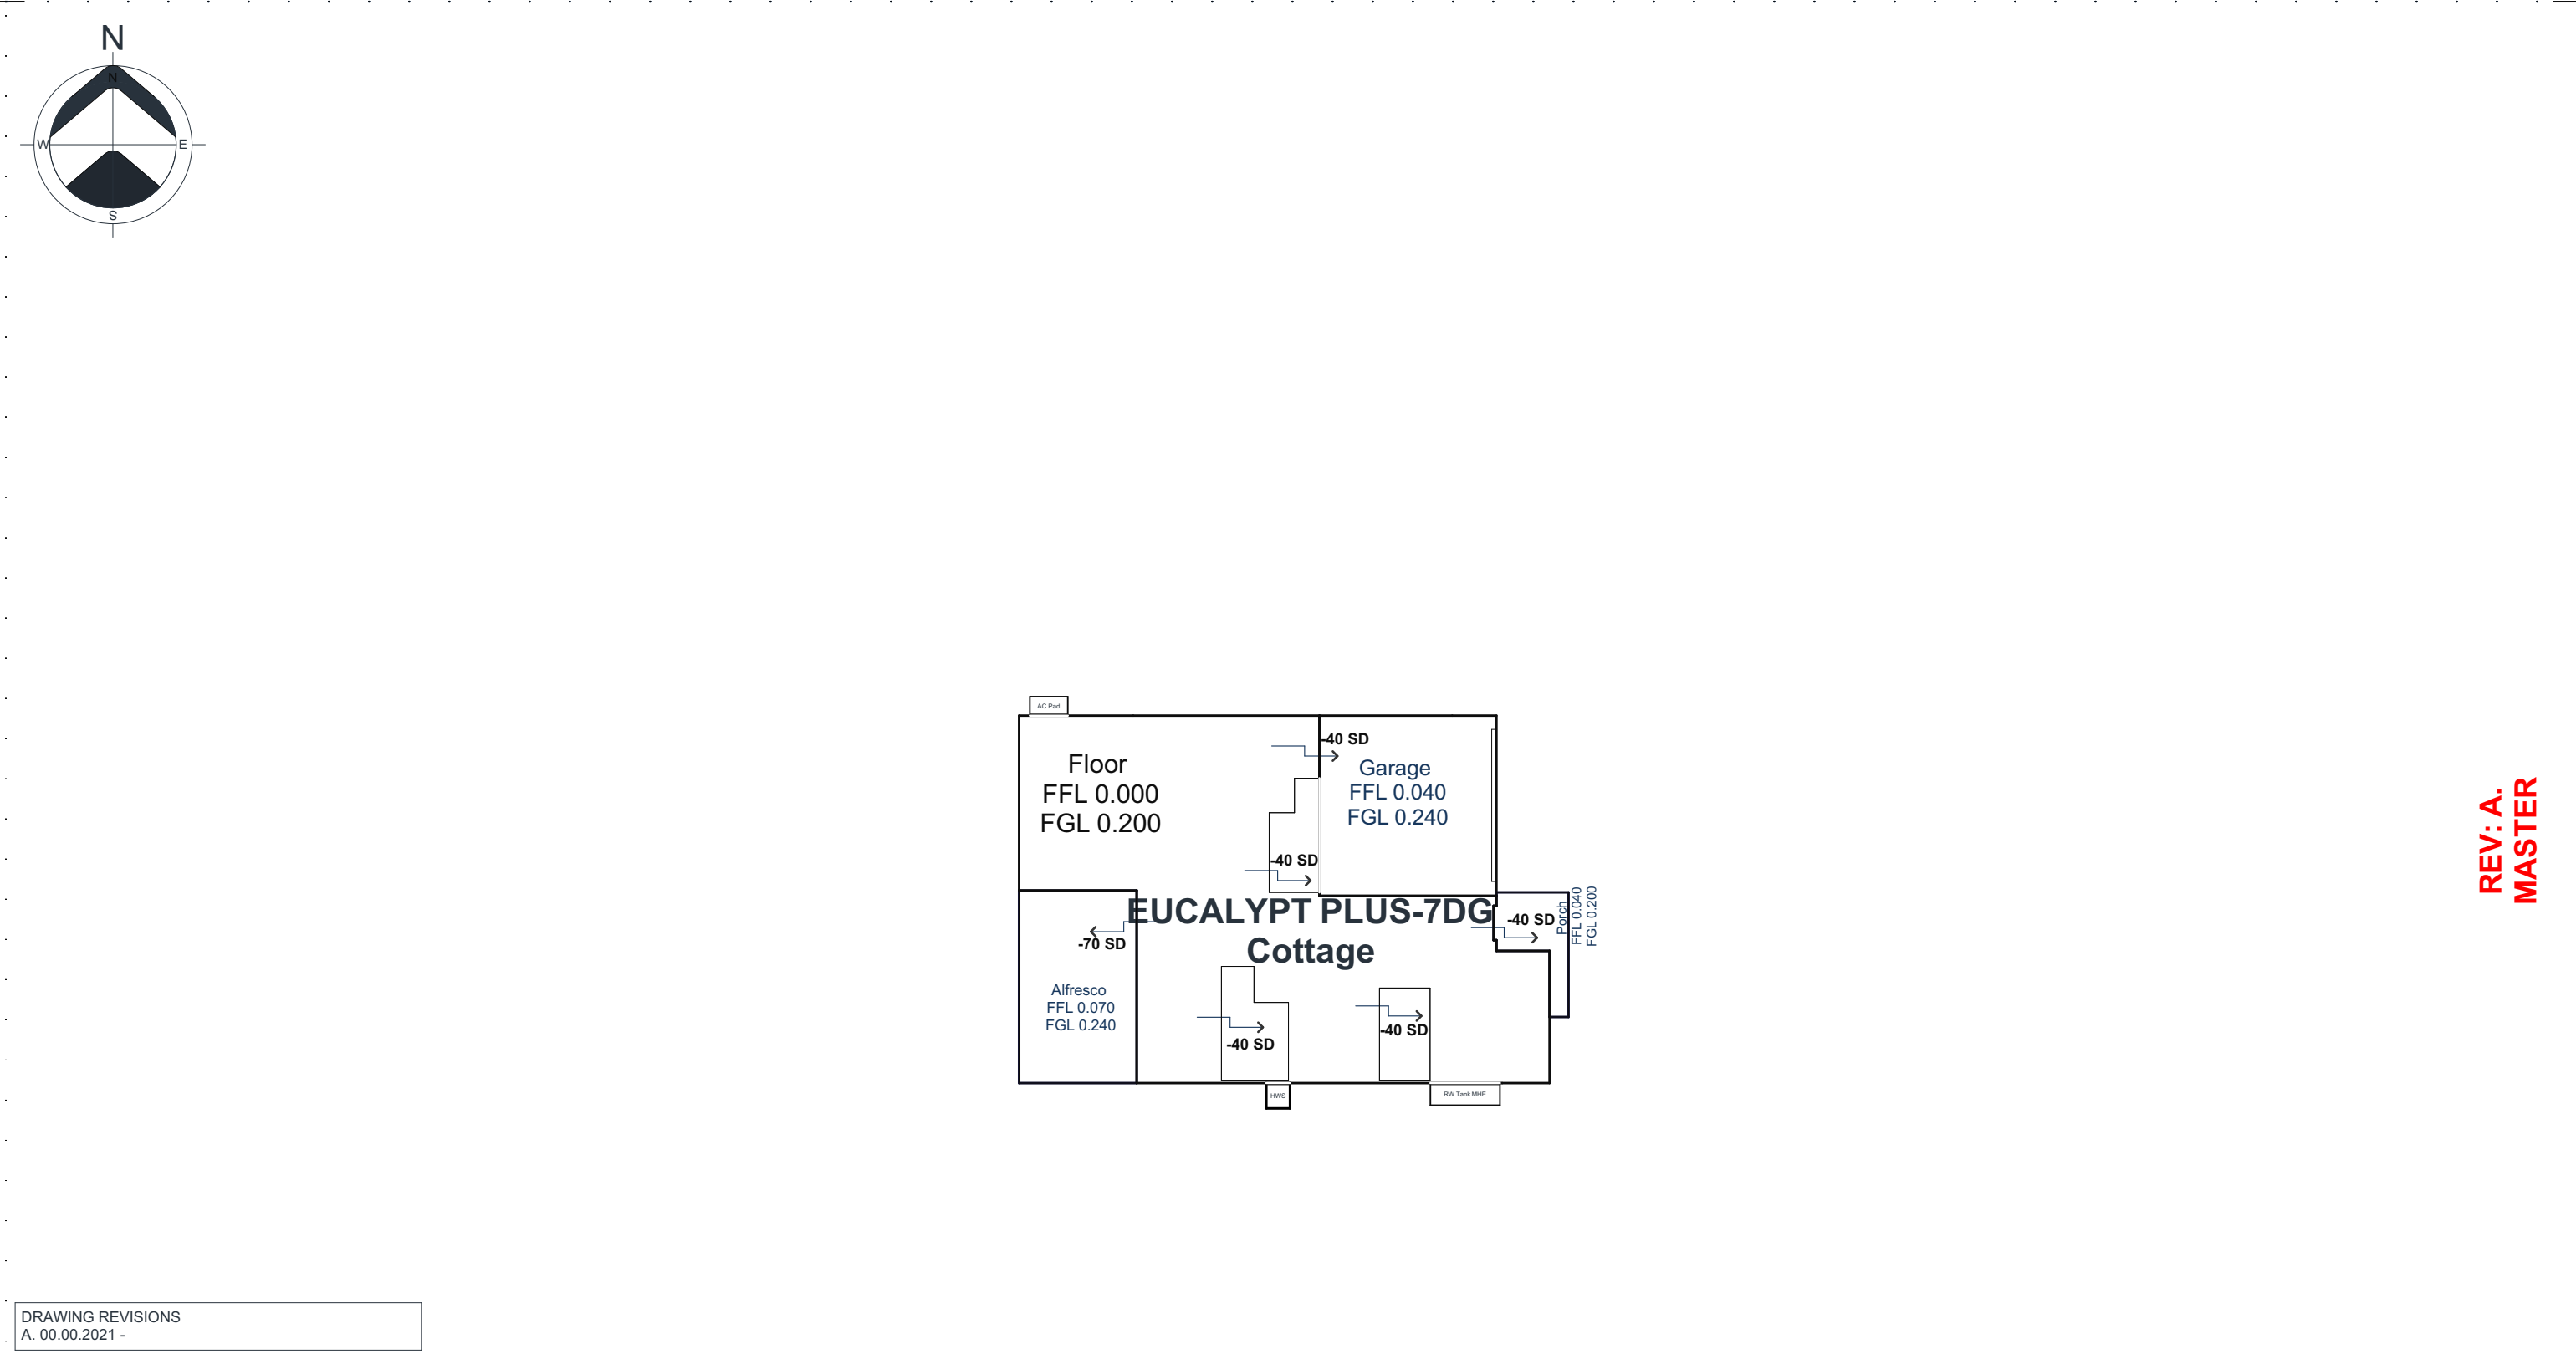 N
N
W
E
S
AC Pad
-40 SD
Floor
FFL 0.000
FGL 0.200
Garage
FFL 0.040
FGL 0.240
-40 SD
EUCALYPT PLUS-7DG
Cottage
-70 SD
-40 SD
Porch
FFL 0.040
FGL 0.200
Alfresco
FFL 0.070
FGL 0.240
-40 SD
-40 SD
HWS
RW Tank MHE
REV: A.
MASTER
DRAWING REVISIONS
A. 00.00.2021 -